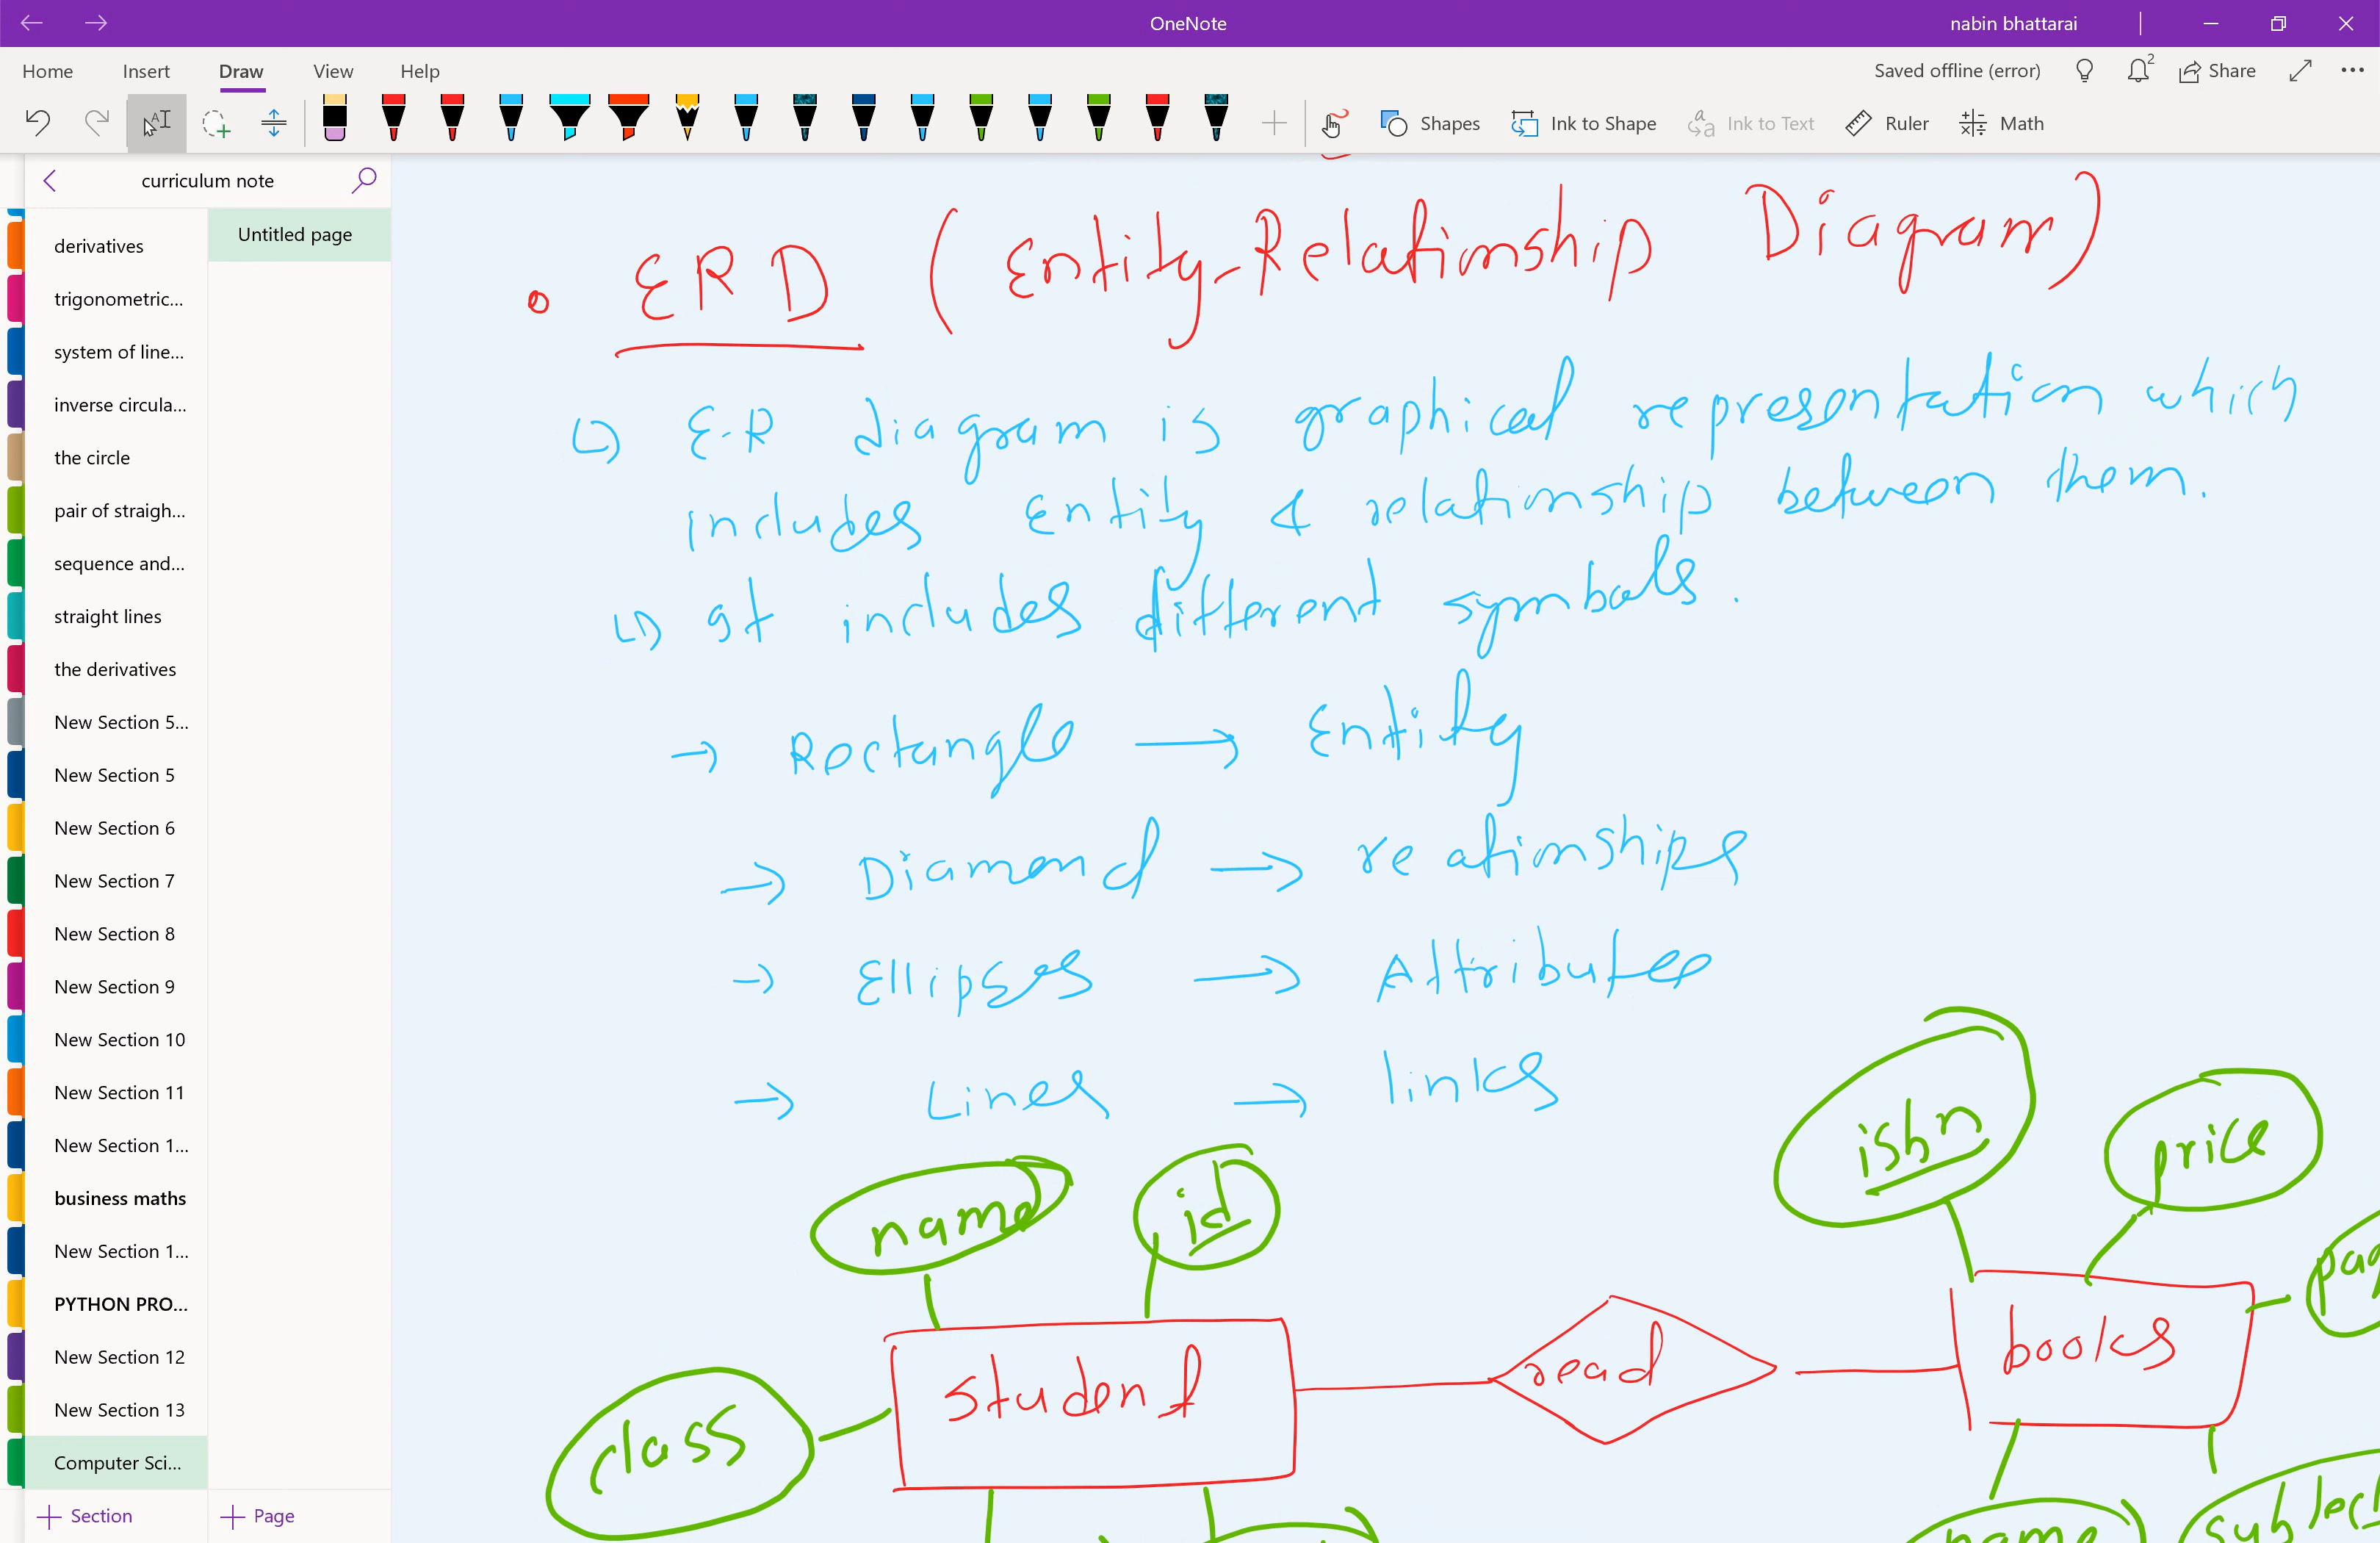 OneNote
nabin bhattarai
Home Insert Draw View Help
Saved offline (error)
2
Share
Shapes
Ink to Shape
Ink to Text
Ruler
Math
curriculum note
Untitled page
derivatives
trigonometric...
system of line...
inverse circula...
the circle
pair of straigh...
sequence and...
straight lines
the derivatives
New Section 5...
New Section 5
New Section 6
New Section 7
New Section 8
New Section 9
New Section 10
New Section 11
New Section 1...
business maths
New Section 1...
PYTHON PRO...
New Section 12
New Section 13
Computer Sci...
Section
Page
• ERD (Entity-Relationship Diagram)
↳ E-R diagram is graphical representation which
includes Entity & relationship between them.
↳ It includes different symbols.
→ Rectangle → Entity
→ Diamond → re ationships
→ Ellipses → Attributes
→ Lines → links
name id
isbn price
pag
class
student
read
books
name
subject